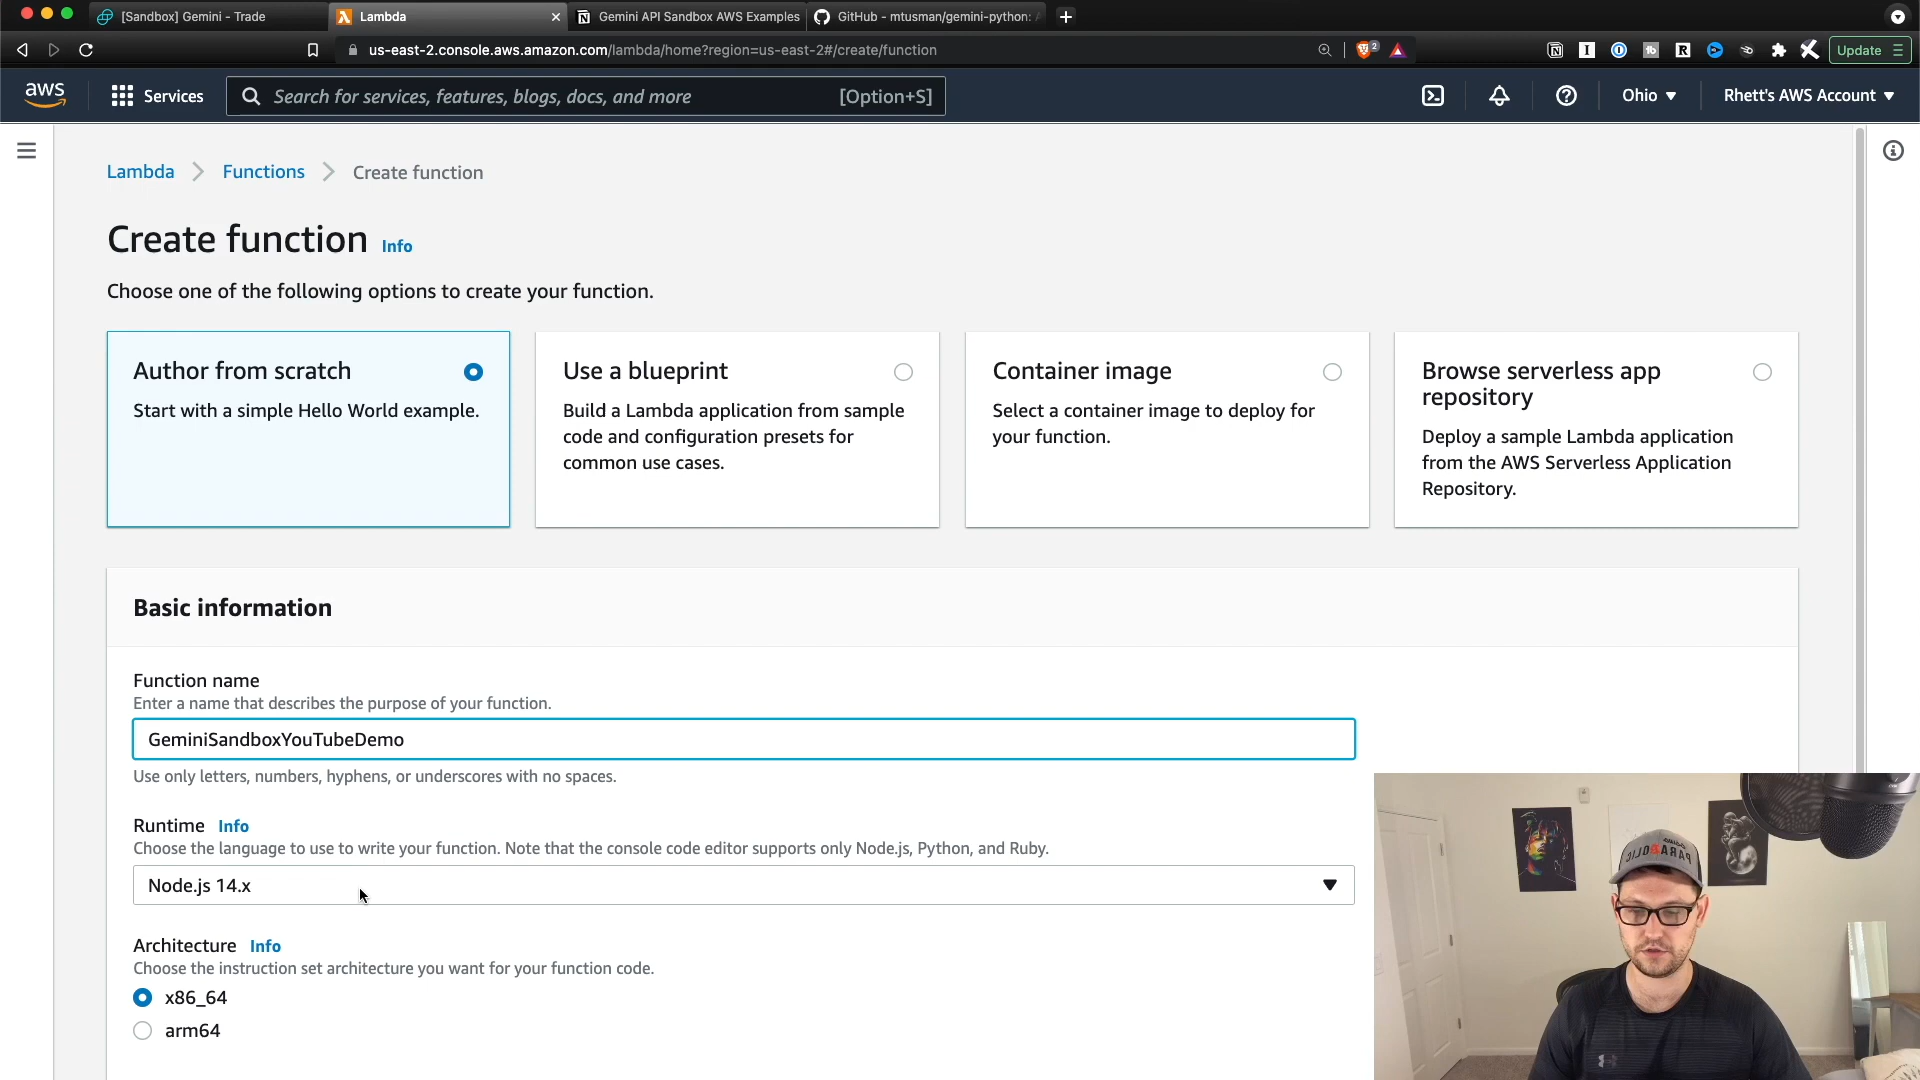 [Sandbox] Gemini - Trade
Lambda
Gemini API Sandbox AWS Examples
GitHub - mtusman/gemini-python:
us-east-2.console.aws.amazon.com/lambda/home?region=us-east-2#/create/function
2
Update
aws
Services
Search for services, features, blogs, docs, and more
[Option+S]
Ohio
Rhett's AWS Account
Lambda
Functions
Create function
Create function Info
Choose one of the following options to create your function.
Author from scratch
Start with a simple Hello World example.
Use a blueprint
Build a Lambda application from sample
code and configuration presets for
common use cases.
Container image
Select a container image to deploy for
your function.
Browse serverless app
repository
Deploy a sample Lambda application
from the AWS Serverless Application
Repository.
Basic information
Function name
Enter a name that describes the purpose of your function.
GeminiSandboxYouTubeDemo
Use only letters, numbers, hyphens, or underscores with no spaces.
Runtime Info
Choose the language to use to write your function. Note that the console code editor supports only Node.js, Python, and Ruby.
Node.js 14.x
Architecture Info
Choose the instruction set architecture you want for your function code.
x86_64
arm64